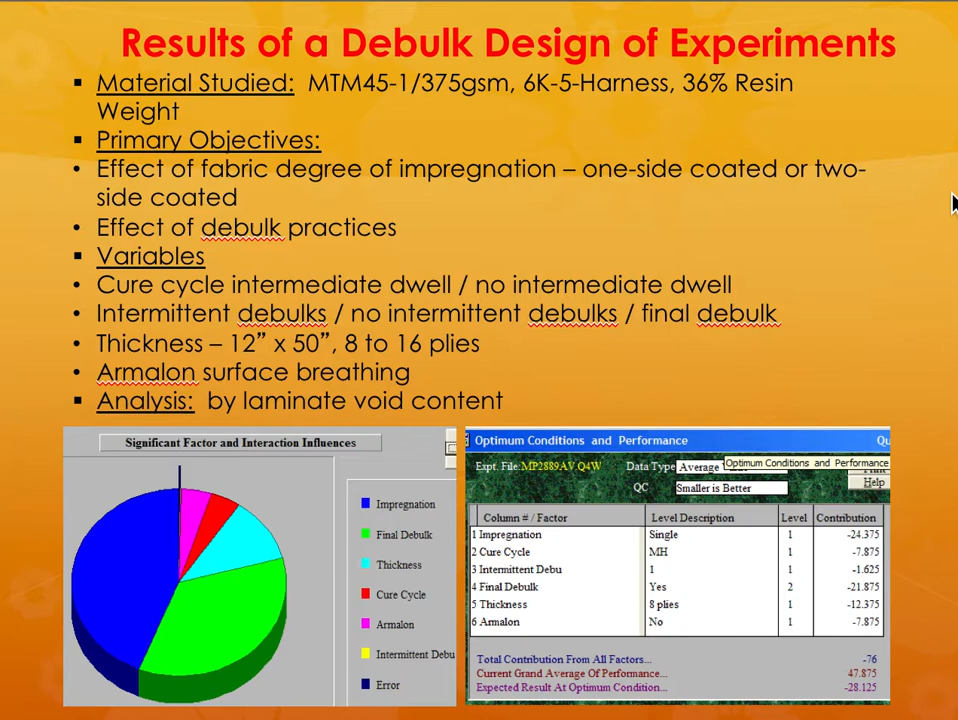 Results of a Debulk Design of Experiments
▪ Material Studied: MTM45-1/375gsm, 6K-5-Harness, 36% Resin
Weight
▪ Primary Objectives:
• Effect of fabric degree of impregnation – one-side coated or two-
side coated
• Effect of debulk practices
▪ Variables
• Cure cycle intermediate dwell / no intermediate dwell
• Intermittent debulks / no intermittent debulks / final debulk
• Thickness – 12” x 50”, 8 to 16 plies
• Armalon surface breathing
▪ Analysis: by laminate void content
Significant Factor and Interaction Influences
Impregnation
Final Debulk
Thickness
Cure Cycle
Armalon
Intermittent Debu
Error
Optimum Conditions and Performance Qu
Expt. File: MP2889AV.Q4W Data Type Average
Optimum Conditions and Performance
QC Smaller is Better Help
Column # / Factor Level Description Level Contribution
1 Impregnation Single 1 -24.375
2 Cure Cycle MH 1 -7.875
3 Intermittent Debu 1 1 -1.625
4 Final Debulk Yes 2 -21.875
5 Thickness 8 plies 1 -12.375
6 Armalon No 1 -7.875
Total Contribution From All Factors... -76
Current Grand Average Of Performance... 47.875
Expected Result At Optimum Condition... -28.125